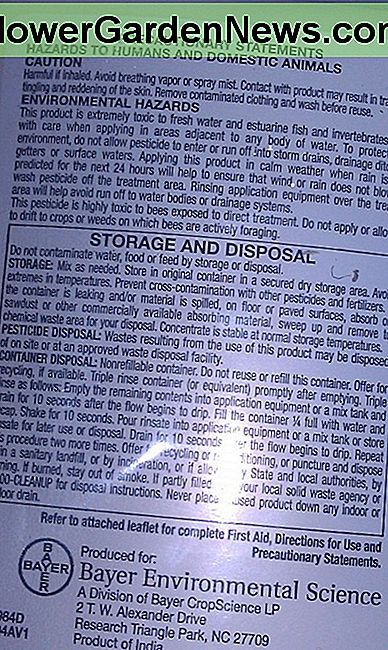 lowerGardenNews.com
PRECAUTIONARY STATEMENTS
HAZARDS TO HUMANS AND DOMESTIC ANIMALS
CAUTION
Harmful if inhaled. Avoid breathing vapor or spray mist. Contact with product may result in tra
tingling and reddening of the skin. Remove contaminated clothing and wash before reuse.
ENVIRONMENTAL HAZARDS
This product is extremely toxic to fresh water and estuarine fish and invertebrates
with care when applying in areas adjacent to any body of water. To protect
environment, do not allow pesticide to enter or run off into storm drains, drainage ditc
getters or surface waters. Applying this product in calm weather when rain is
predicted for the next 24 hours will help to ensure that wind or rain does not blow
wash pesticide off the treatment area. Rinsing application equipment over the trea
area will help avoid run off to water bodies or drainage systems.
This pesticide is highly toxic to bees exposed to direct treatment. Do not apply or allo
to drift to crops or weeds on which bees are actively foraging.
STORAGE AND DISPOSAL
Do not contaminate water, food or feed by storage or disposal.
STORAGE: Mix as needed. Store in original container in a secured dry storage area. Avo
extremes in temperatures. Prevent cross-contamination with other pesticides and fertilizers.
the container is leaking and/or material is spilled, on floor or paved surfaces, absorb
sawdust or other commercially available absorbing material, sweep up and remove t
chemical waste area for your disposal. Concentrate is stable at normal storage temperatures.
PESTICIDE DISPOSAL: Wastes resulting from the use of this product may be dispose
of on site or at an approved waste disposal facility.
CONTAINER DISPOSAL: Nonrefillable container. Do not reuse or refill this container. Offer for
recycling, if available. Triple rinse container (or equivalent) promptly after emptying. Triple
rinse as follows: Empty the remaining contents into application equipment or a mix tank and
drain for 10 seconds after the flow begins to drip. Fill the container ¼ full with water and
cap. Shake for 10 seconds. Pour rinsate into application equipment or a mix tank or store
sate for later use or disposal. Drain for 10 seconds after the flow begins to drip. Repeat
s procedure two more times. Offer for recycling or reconditioning, or puncture and dispose
in a sanitary landfill, or by incineration, or if allowed by State and local authorities, by
ning. If burned, stay out of smoke. If partly filled your local solid waste agency or
00-CLEANUP for disposal instructions. Never place unused product down any indoor or
door drain.
Refer to attached leaflet for complete First Aid, Directions for Use and
Precautionary Statements.
BAYER
BAYER
Produced for:
Bayer Environmental Science
A Division of Bayer CropScience LP
2 T. W. Alexander Drive
Research Triangle Park, NC 27709
Product of India
984D
04AV1